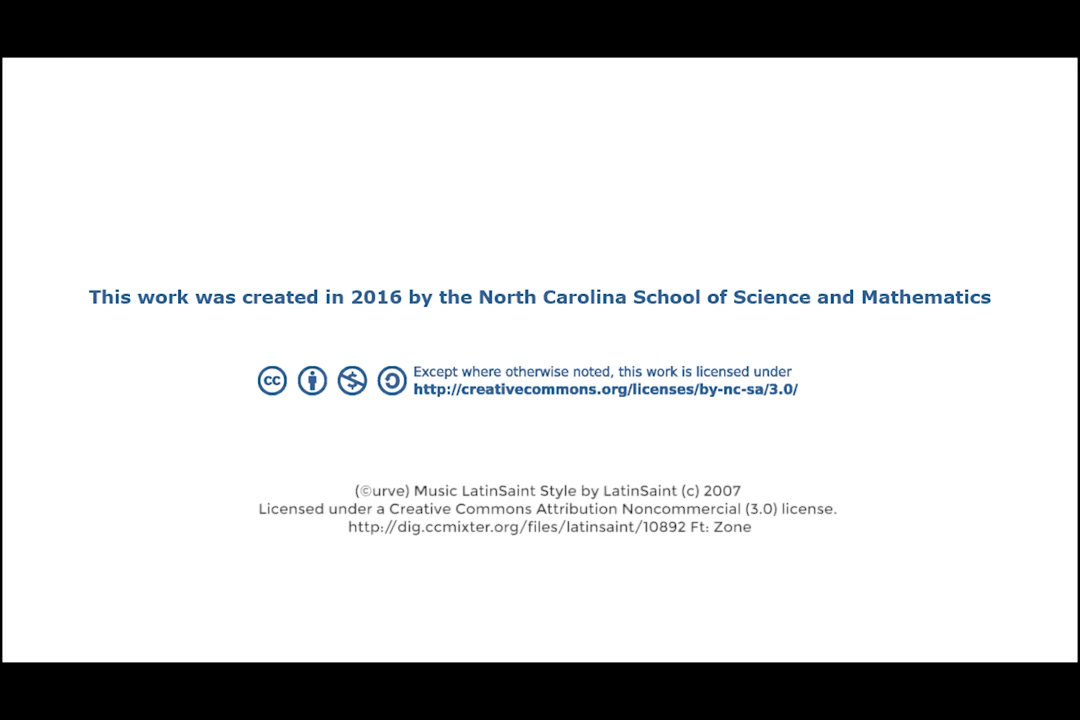 This work was created in 2016 by the North Carolina School of Science and Mathematics
cc
Except where otherwise noted, this work is licensed under
http://creativecommons.org/licenses/by-nc-sa/3.0/
(©urve) Music LatinSaint Style by LatinSaint (c) 2007
Licensed under a Creative Commons Attribution Noncommercial (3.0) license.
http://dig.ccmixter.org/files/latinsaint/10892 Ft: Zone